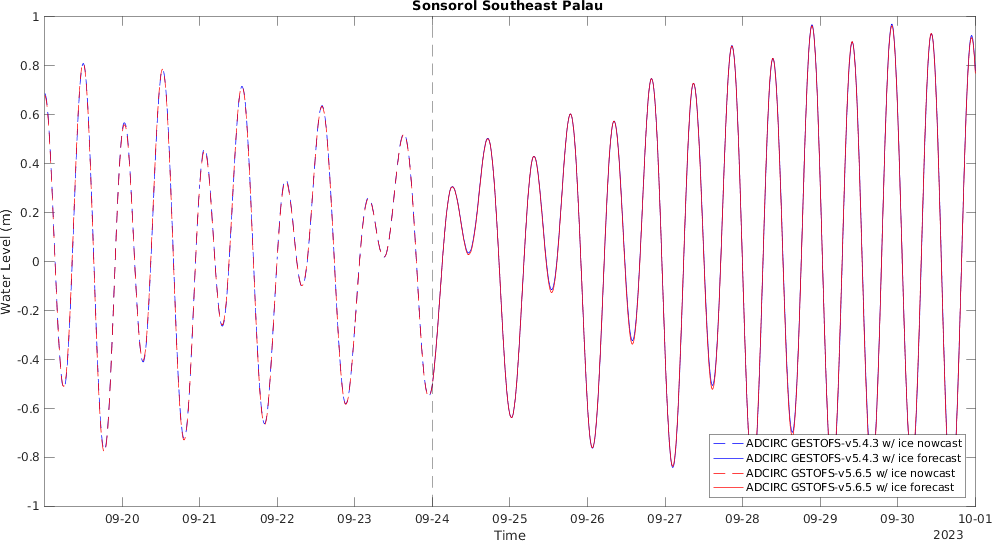 Sonsorol Southeast Palau
Water Level (m)
1
0.8
0.6
0.4
0.2
0
-0.2
-0.4
-0.6
-0.8
-1
ADCIRC GESTOFS-v5.4.3 w/ ice nowcast
ADCIRC GESTOFS-v5.4.3 w/ ice forecast
ADCIRC GSTOFS-v5.6.5 w/ ice nowcast
ADCIRC GSTOFS-v5.6.5 w/ ice forecast
09-20 09-21 09-22 09-23 09-24 09-25 09-26 09-27 09-28 09-29 09-30 10-01
Time
2023